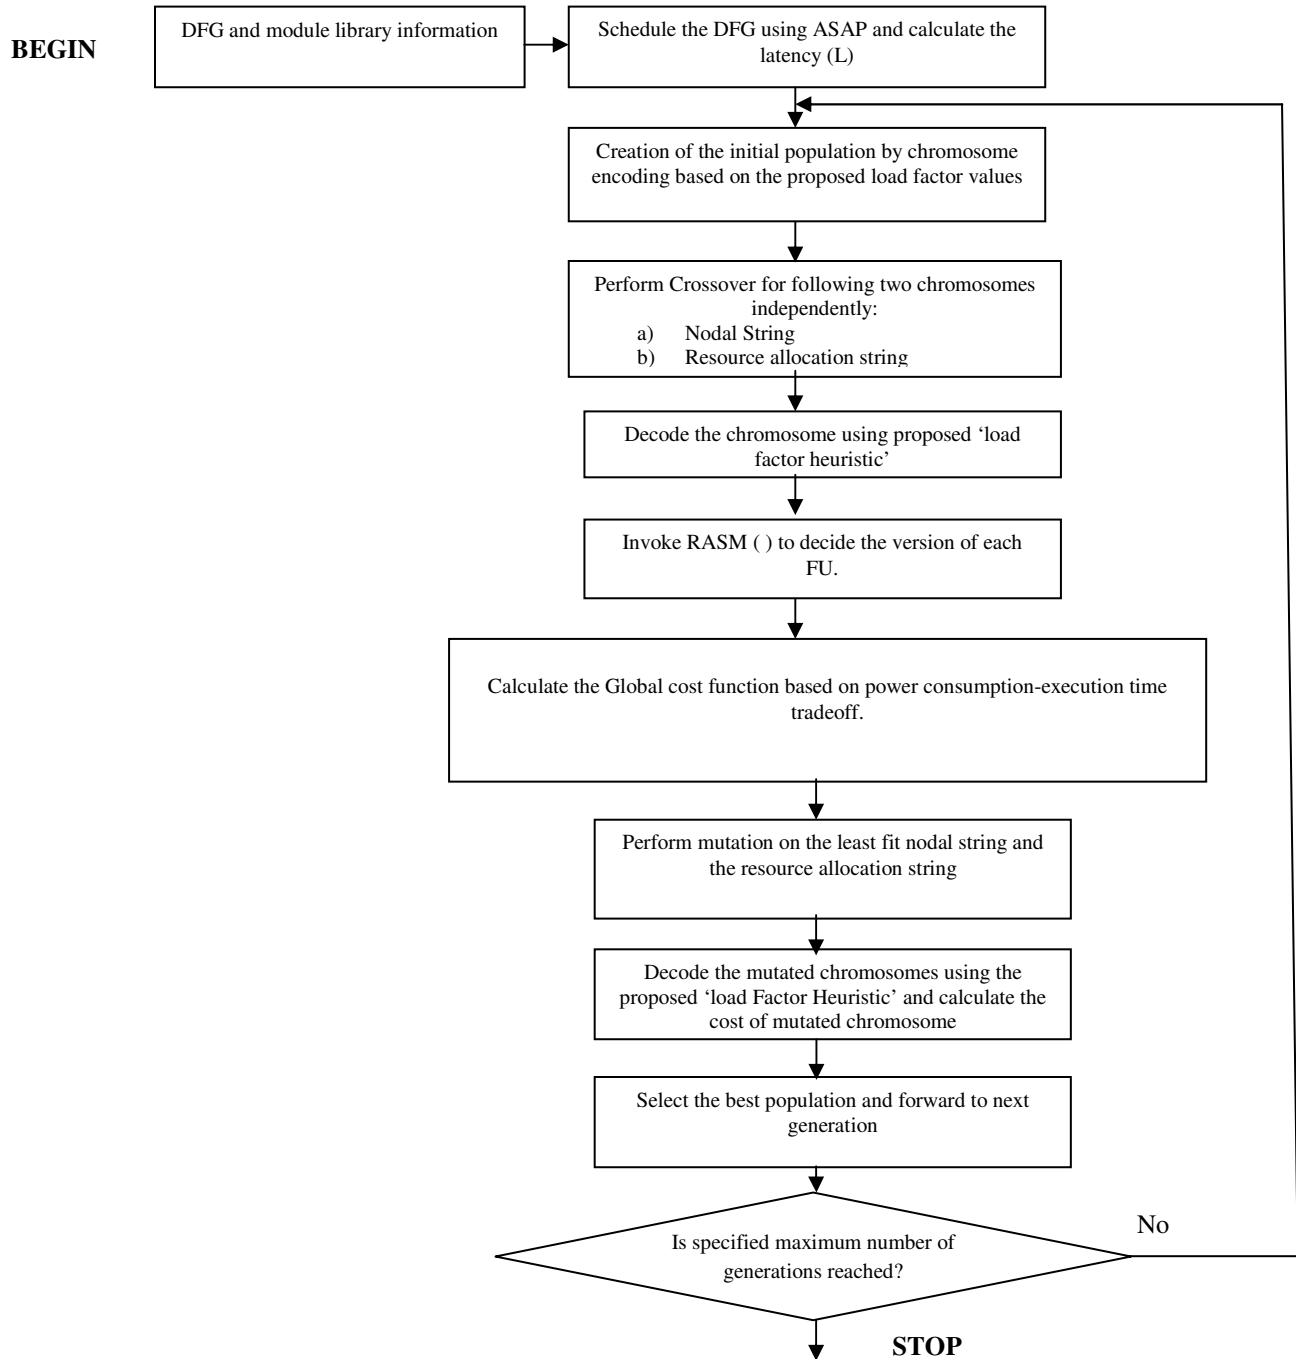 BEGIN
DFG and module library information
Schedule the DFG using ASAP and calculate the
latency (L)
Creation of the initial population by chromosome
encoding based on the proposed load factor values
Perform Crossover for following two chromosomes
independently:
a) Nodal String
b) Resource allocation string
Decode the chromosome using proposed ‘load
factor heuristic’
Invoke RASM ( ) to decide the version of each
FU.
Calculate the Global cost function based on power consumption-execution time
tradeoff.
Perform mutation on the least fit nodal string and
the resource allocation string
Decode the mutated chromosomes using the
proposed ‘load Factor Heuristic’ and calculate the
cost of mutated chromosome
Select the best population and forward to next
generation
No
Is specified maximum number of
generations reached?
STOP